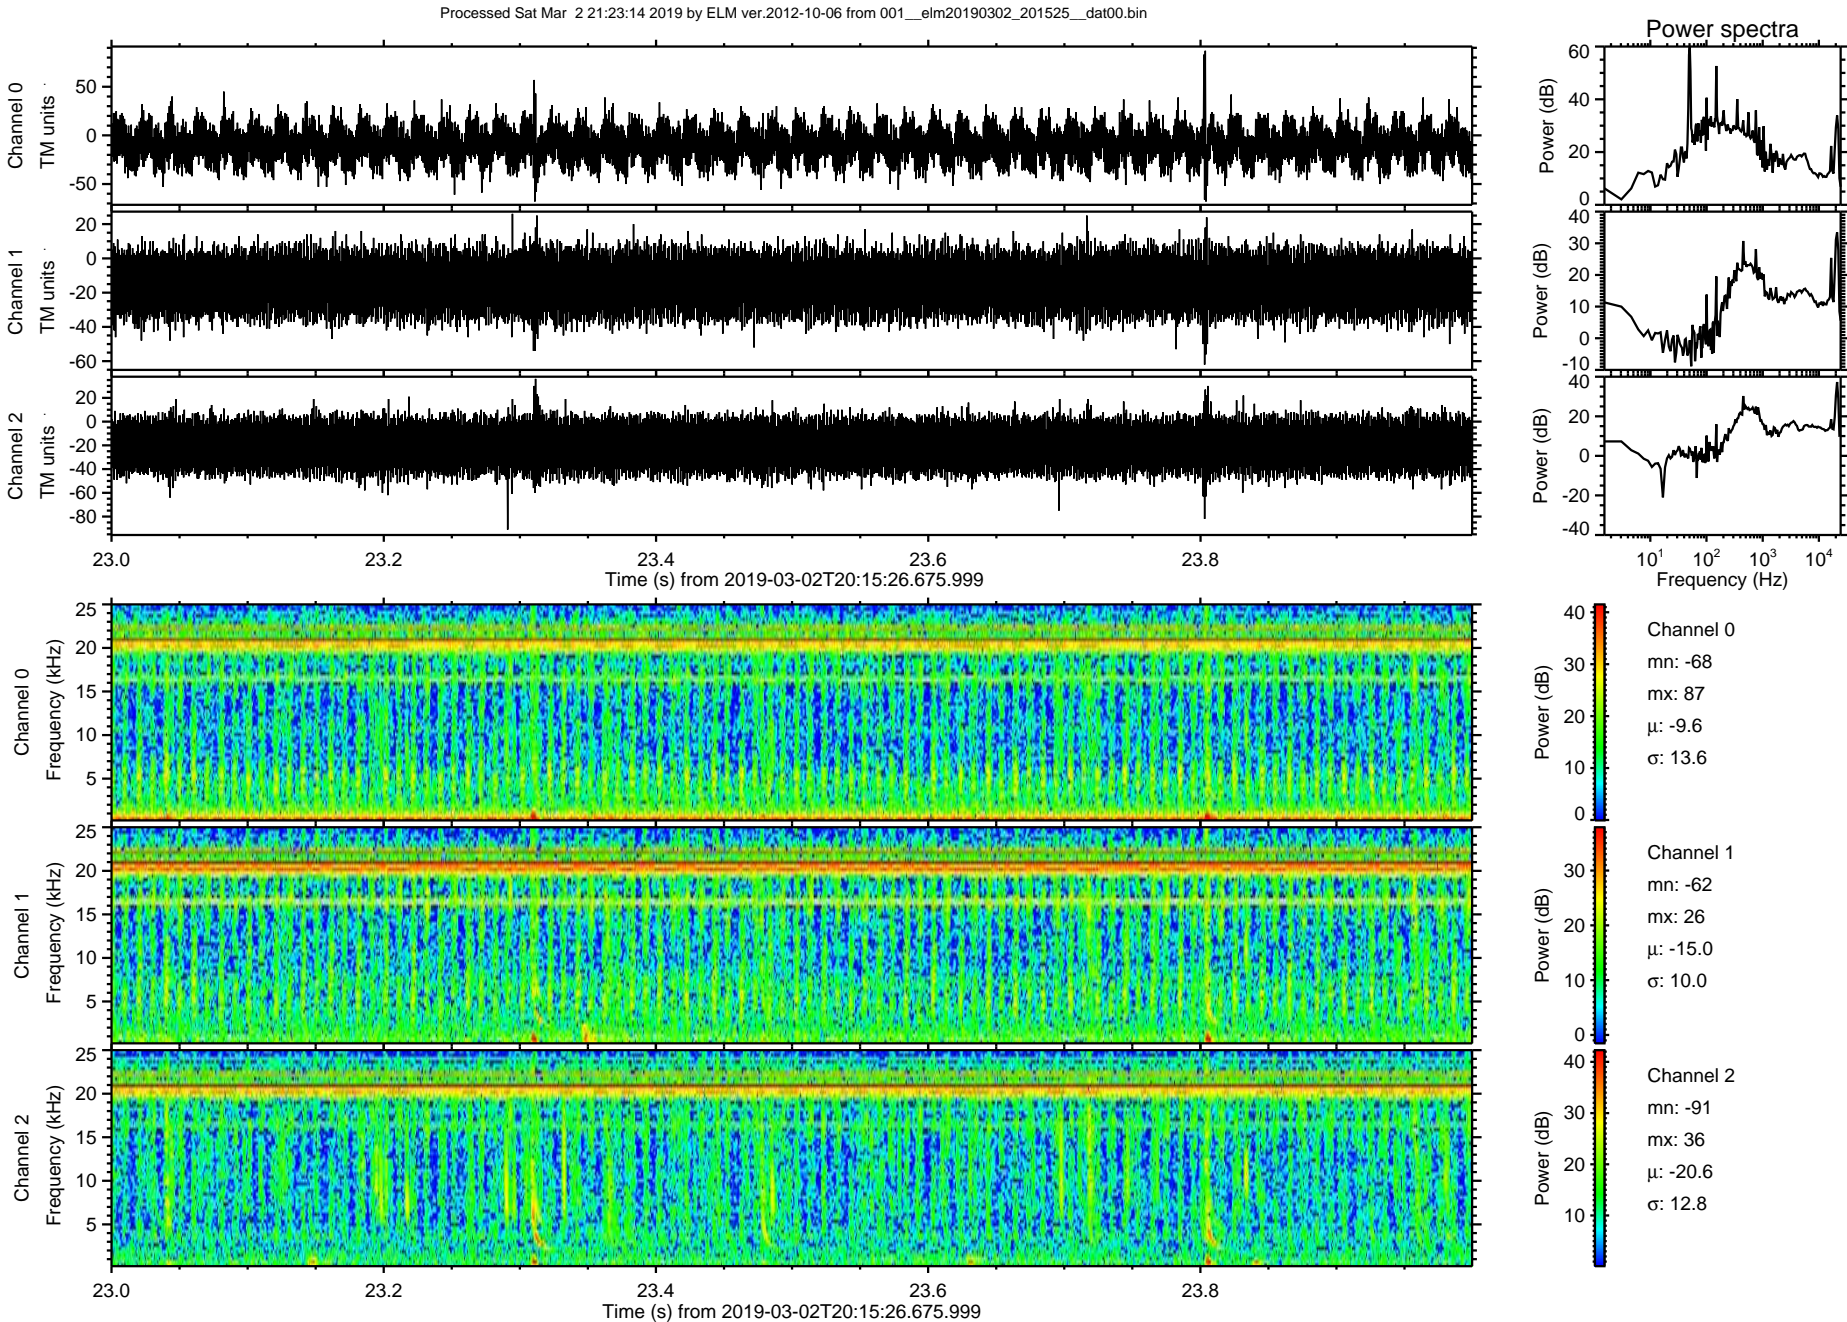 Processed Sat Mar  2 21:23:14 2019 by ELM ver.2012-10-06 from 001__elm20190302_201525__dat00.bin
Power spectra
Channel 0
TM units
50
0
-50
Power (dB)
60
40
20
0
Channel 1
TM units
20
0
-20
-40
-60
Power (dB)
40
30
20
10
0
-10
Channel 2
TM units
20
0
-20
-40
-60
-80
Power (dB)
40
20
0
-20
-40
23.0 23.2 23.4 23.6 23.8
Time (s) from 2019-03-02T20:15:26.675.999
10¹ 10² 10³ 10⁴
Frequency (Hz)
Channel 0
Frequency (kHz)
25
20
15
10
5
Power (dB)
40
30
20
10
0
Channel 0
mn: -68
mx: 87
μ: -9.6
σ: 13.6
Channel 1
Frequency (kHz)
25
20
15
10
5
Power (dB)
30
20
10
0
Channel 1
mn: -62
mx: 26
μ: -15.0
σ: 10.0
Channel 2
Frequency (kHz)
25
20
15
10
5
Power (dB)
40
30
20
10
Channel 2
mn: -91
mx: 36
μ: -20.6
σ: 12.8
23.0 23.2 23.4 23.6 23.8
Time (s) from 2019-03-02T20:15:26.675.999